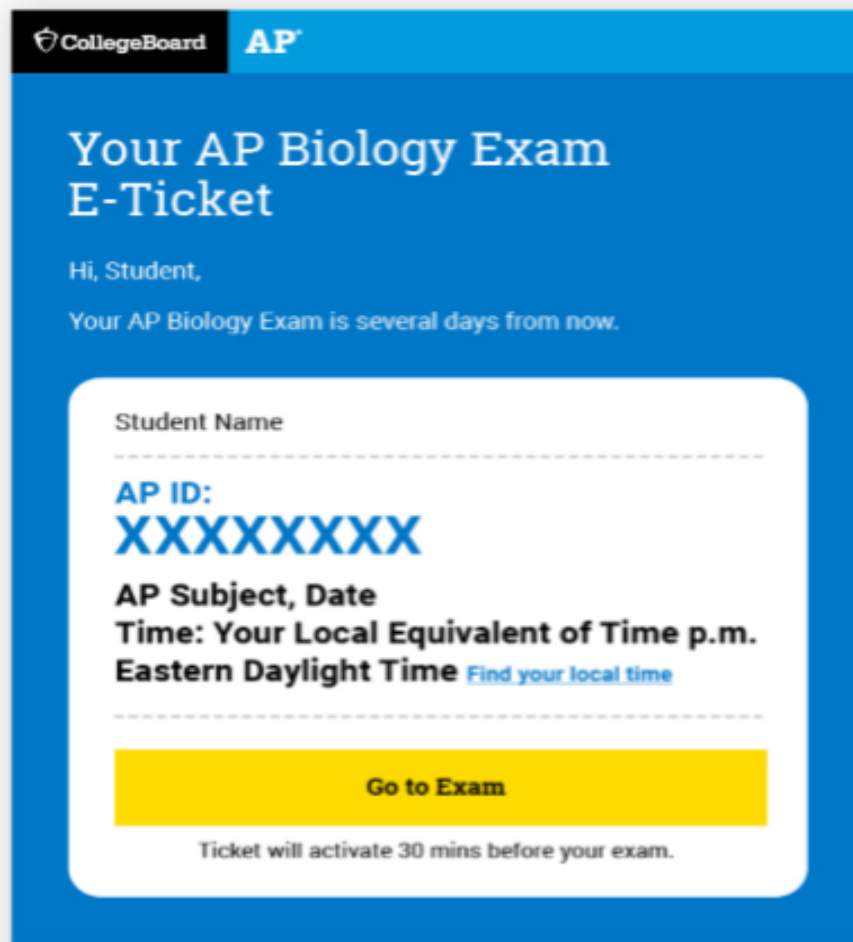 CollegeBoard AP
Your AP Biology Exam
E-Ticket
Hi, Student,
Your AP Biology Exam is several days from now.
Student Name
AP ID:
XXXXXXXX
AP Subject, Date
Time: Your Local Equivalent of Time p.m.
Eastern Daylight Time Find your local time
Go to Exam
Ticket will activate 30 mins before your exam.